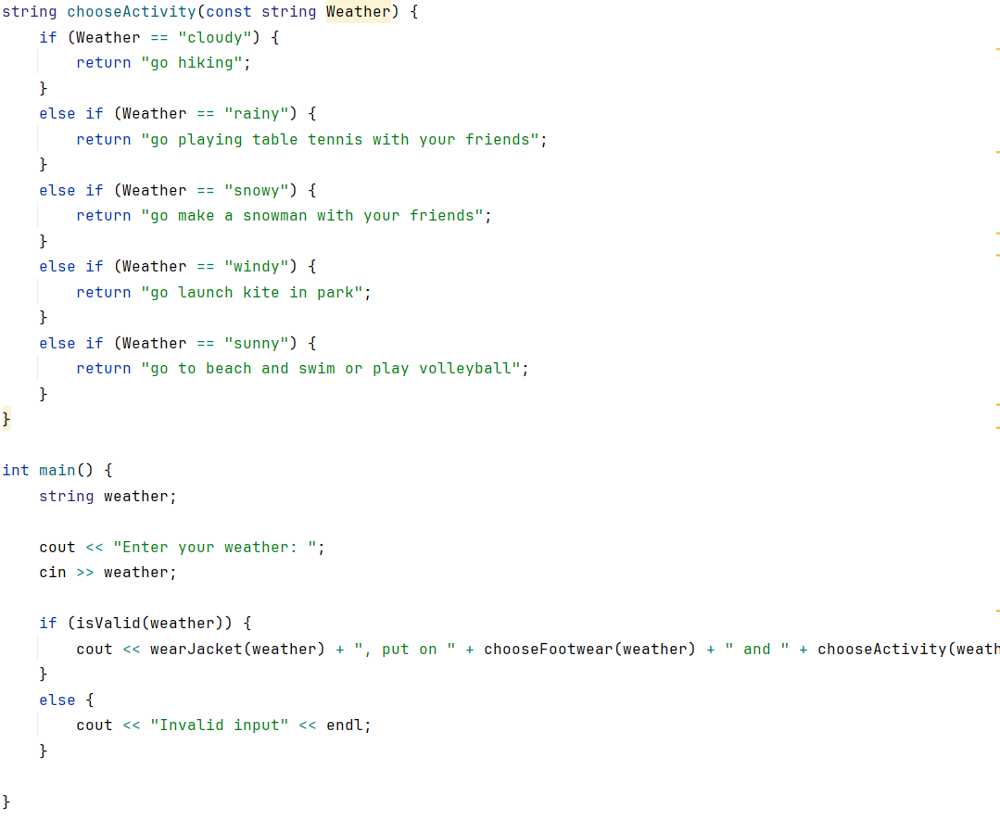 string chooseActivity(const string Weather) {
    if (Weather == "cloudy") {
        return "go hiking";
    }
    else if (Weather == "rainy") {
        return "go playing table tennis with your friends";
    }
    else if (Weather == "snowy") {
        return "go make a snowman with your friends";
    }
    else if (Weather == "windy") {
        return "go launch kite in park";
    }
    else if (Weather == "sunny") {
        return "go to beach and swim or play volleyball";
    }
}
int main() {
    string weather;
    cout << "Enter your weather: ";
    cin >> weather;
    if (isValid(weather)) {
        cout << wearJacket(weather) + ", put on " + chooseFootwear(weather) + " and " + chooseActivity(weath
    }
    else {
        cout << "Invalid input" << endl;
    }
}